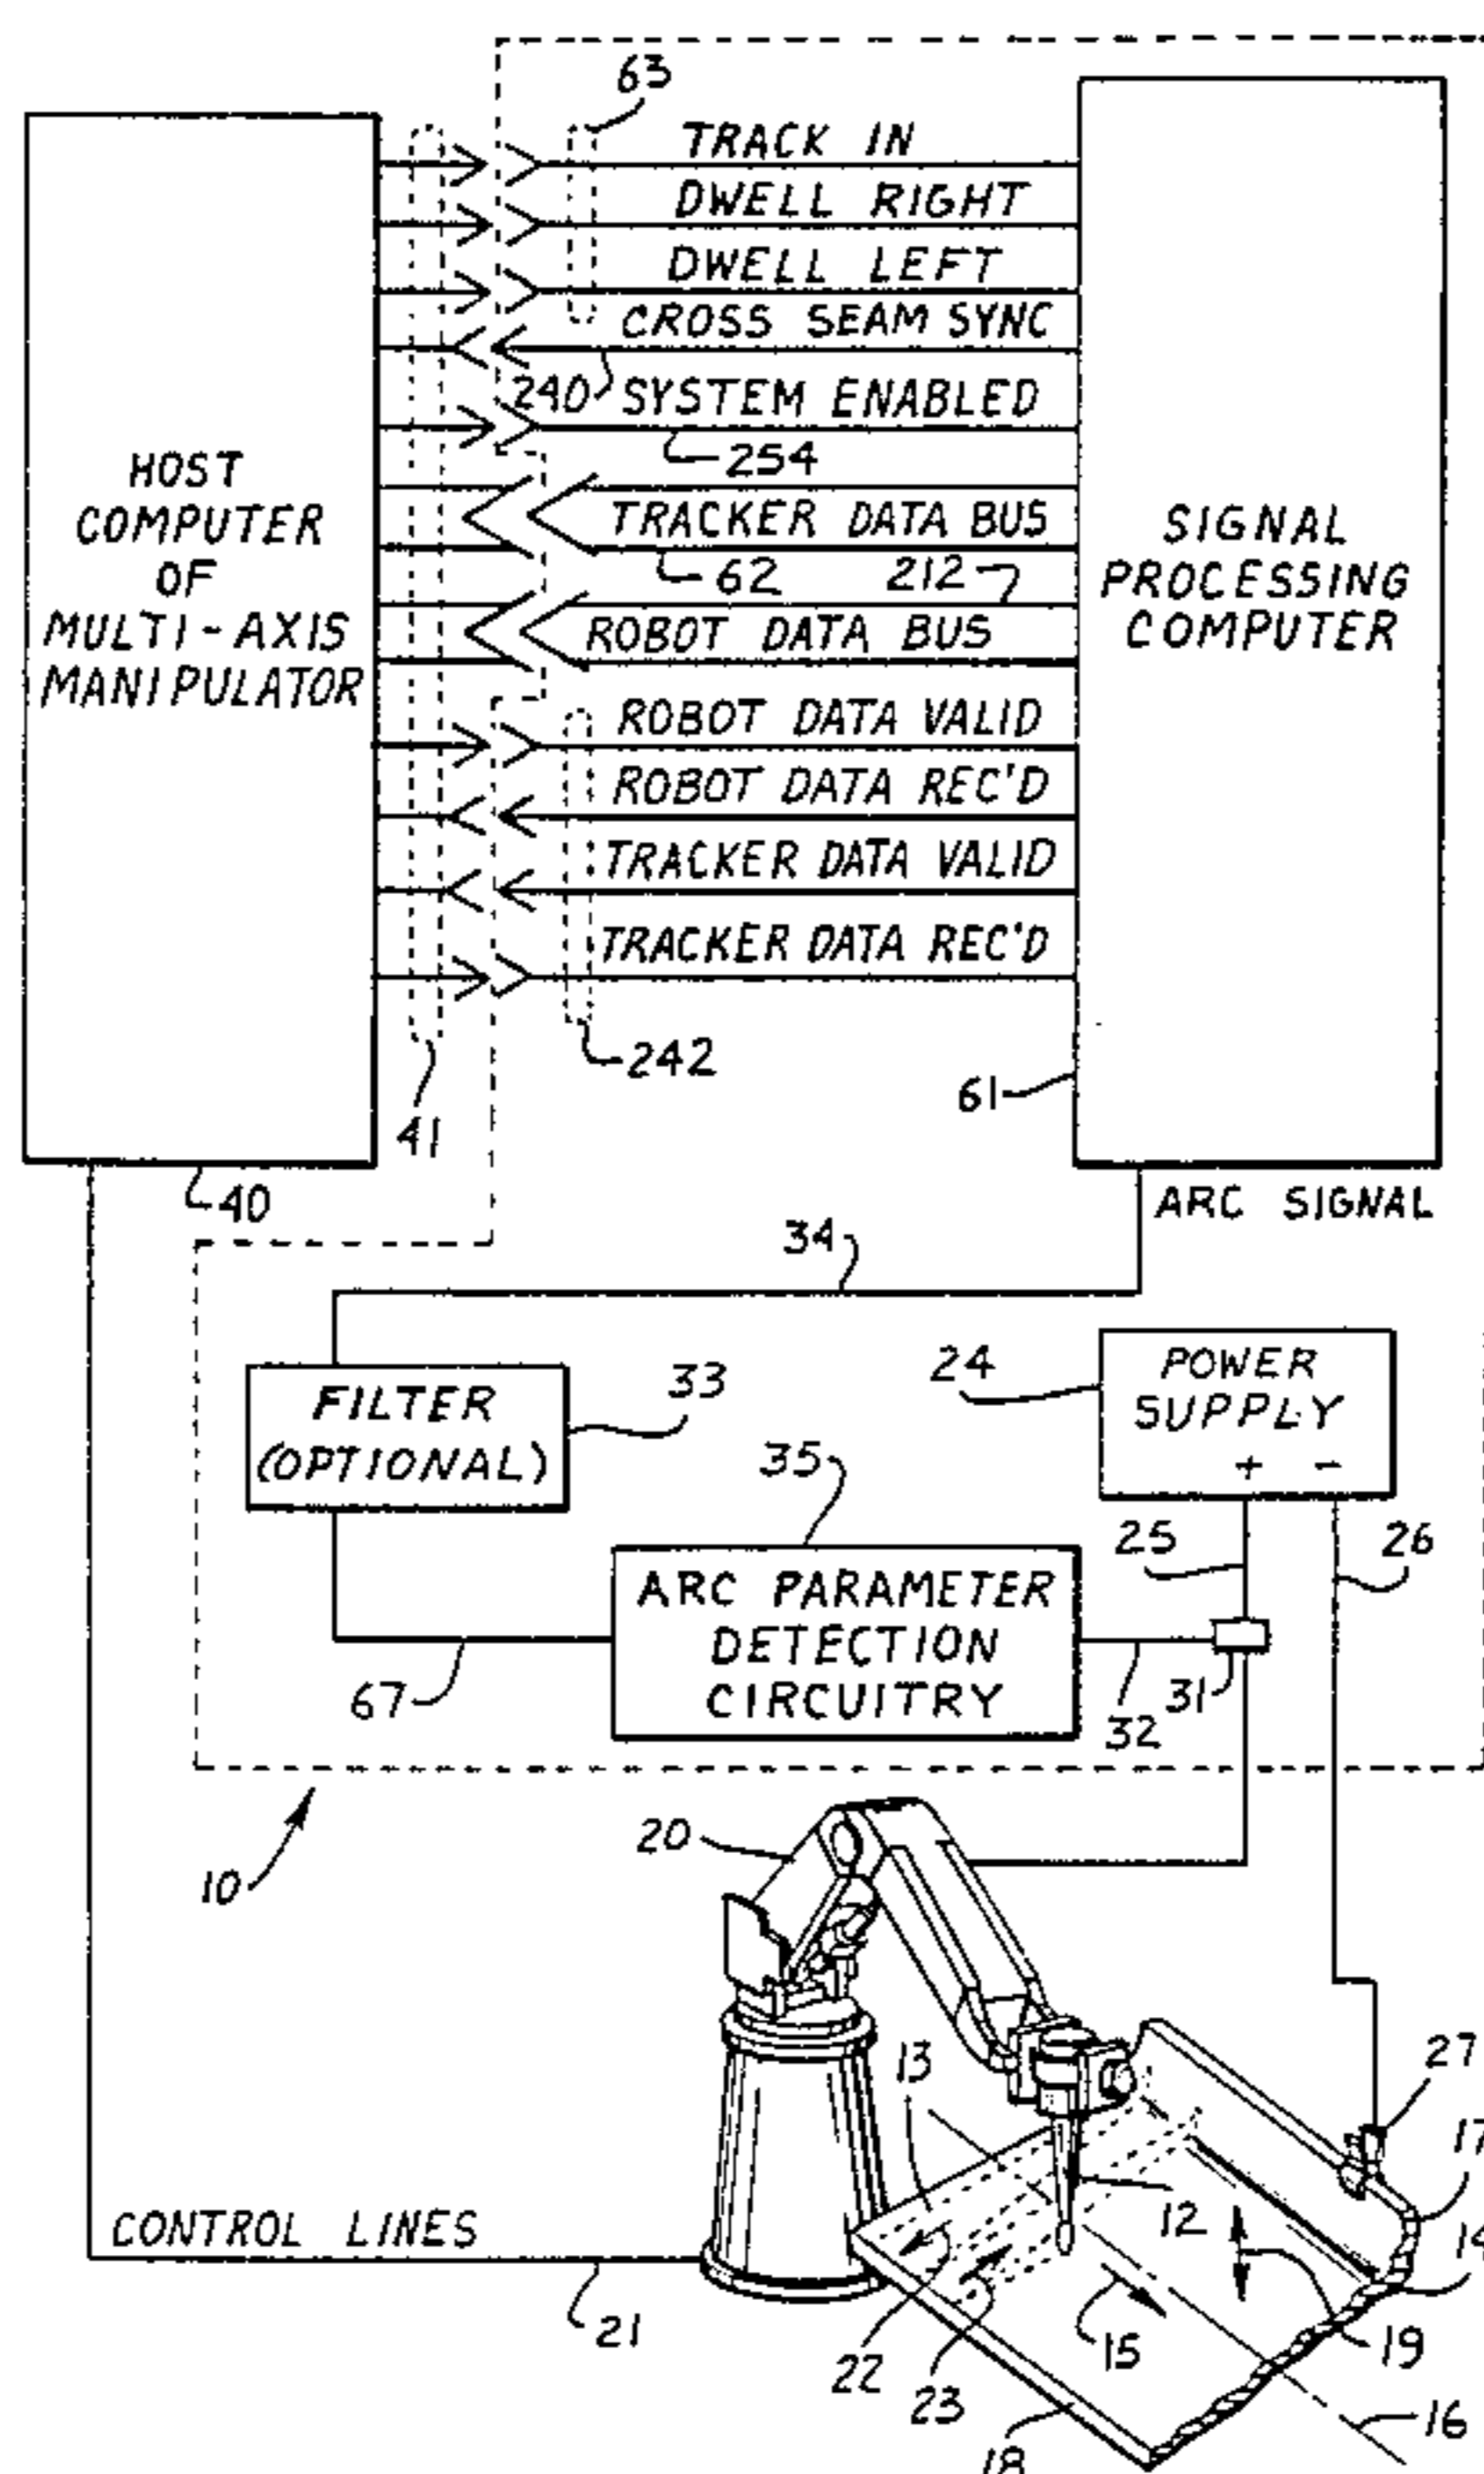 63
TRACK IN
DWELL RIGHT
DWELL LEFT
CROSS SEAM SYNC
240
SYSTEM ENABLED
254
HOST
COMPUTER
OF
MULTI-AXIS
MANIPULATOR
TRACKER DATA BUS
62
212
ROBOT DATA BUS
SIGNAL
PROCESSING
COMPUTER
ROBOT DATA VALID
ROBOT DATA REC'D
TRACKER DATA VALID
TRACKER DATA REC'D
242
61
41
40
ARC SIGNAL
34
FILTER
(OPTIONAL)
33
24
POWER
SUPPLY
+ -
35
25
26
ARC PARAMETER
DETECTION
CIRCUITRY
67
32
31
20
10
13
27
17
12
14
CONTROL LINES
21
22
23
15
19
18
16